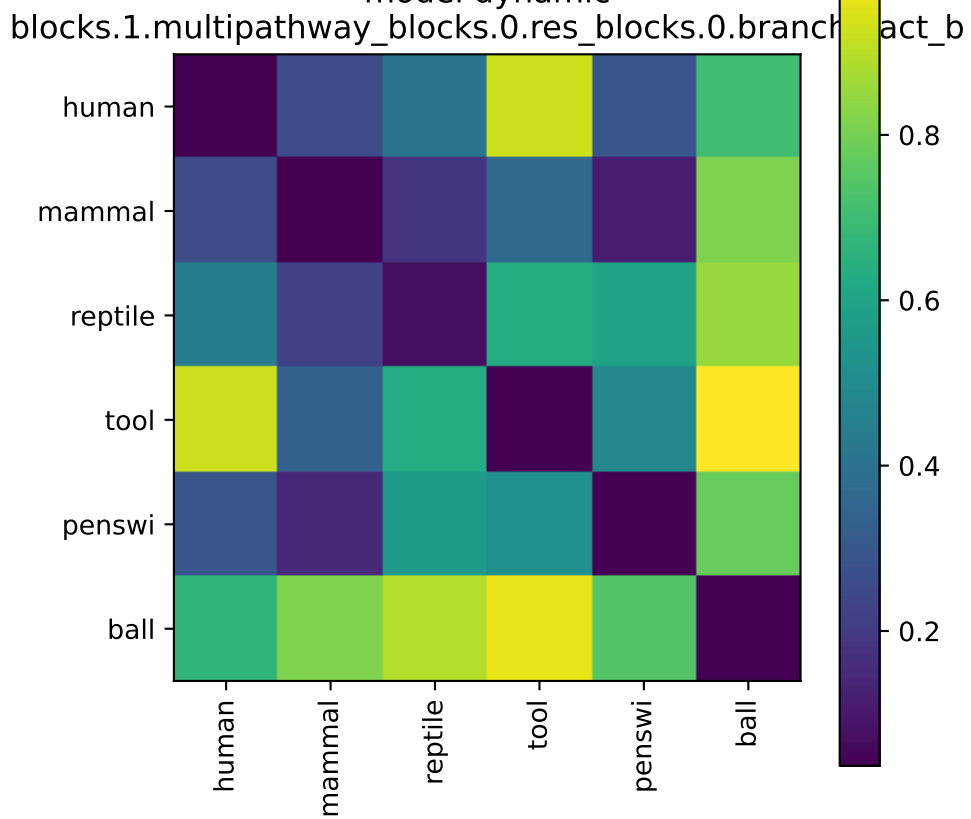 model dynamic
blocks.1.multipathway_blocks.0.res_blocks.0.branch act_b
human
mammal
reptile
tool
penswi
ball
human
mammal
reptile
tool
penswi
ball
0.8
0.6
0.4
0.2